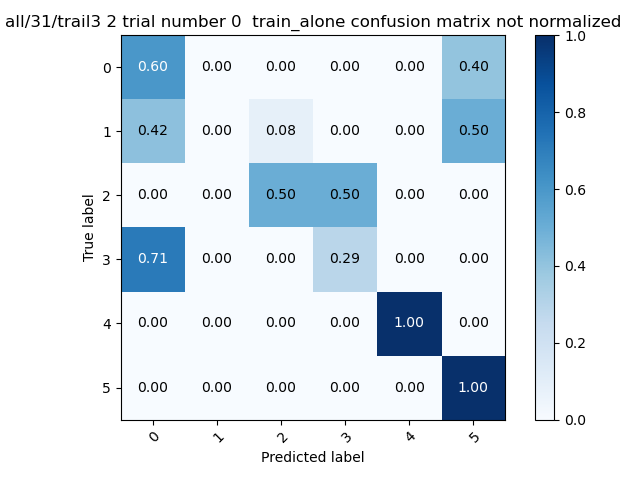 all/31/trail3 2 trial number 0  train_alone confusion matrix not normalized
0 0.60 0.00 0.00 0.00 0.00 0.40
1 0.42 0.00 0.08 0.00 0.00 0.50
2 0.00 0.00 0.50 0.50 0.00 0.00
3 0.71 0.00 0.00 0.29 0.00 0.00
4 0.00 0.00 0.00 0.00 1.00 0.00
5 0.00 0.00 0.00 0.00 0.00 1.00
0 1 2 3 4 5
True label
Predicted label
1.0
0.8
0.6
0.4
0.2
0.0